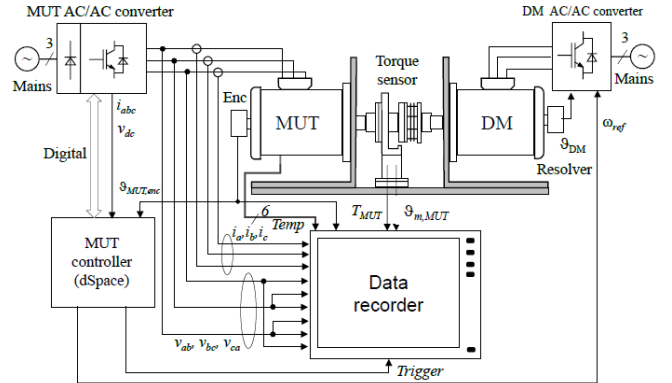 MUT AC/AC converter
DM AC/AC converter
3
3
Mains
Mains
Torque
sensor
Enc
i_abc
v_dc
MUT
DM
ω_ref
ϑ_DM
Resolver
Digital
ϑ_MUT,enc
6
Temp
T_MUT
ϑ_m,MUT
i_a,i_b,i_c
MUT
controller
(dSpace)
Data
recorder
v_ab, v_bc, v_ca
Trigger